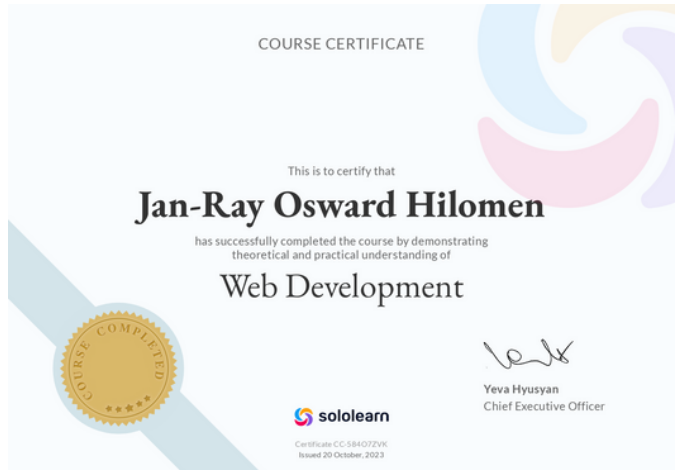 COURSE CERTIFICATE
This is to certify that
Jan-Ray Osward Hilomen
has successfully completed the course by demonstrating
theoretical and practical understanding of
Web Development
COURSE COMPLETED
Yeva Hyusyan
Chief Executive Officer
sololearn
Certificate CC-S84O7ZVK
Issued 20 October, 2023